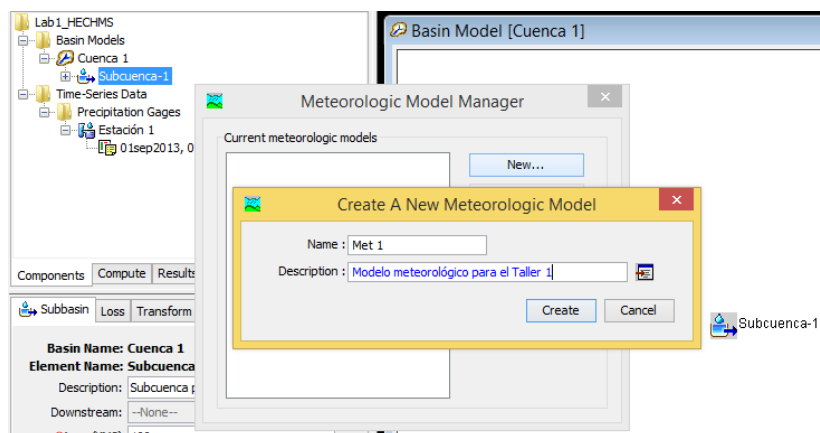 Lab1_HECHMS
Basin Models
Cuenca 1
Subcuenca-1
Time-Series Data
Precipitation Gages
Estación 1
01sep2013, 0
Components Compute Results
Subbasin Loss Transform
Basin Name: Cuenca 1
Element Name: Subcuenca
Description: Subcuenca p
Downstream: --None--
Basin Model [Cuenca 1]
Meteorologic Model Manager
Current meteorologic models
New...
Create A New Meteorologic Model
Name : Met 1
Description : Modelo meteorológico para el Taller 1
Create Cancel
Subcuenca-1